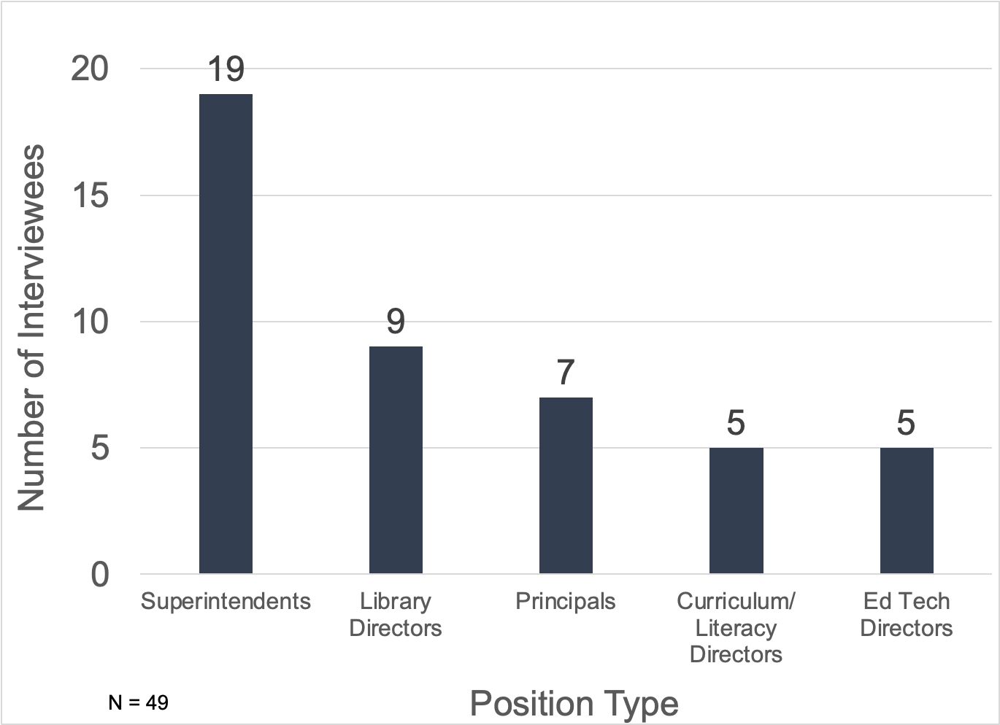 Number of Interviewees
20
15
10
5
0
19
9
7
5
5
Superintendents
Library
Directors
Principals
Curriculum/
Literacy
Directors
Ed Tech
Directors
N = 49
Position Type